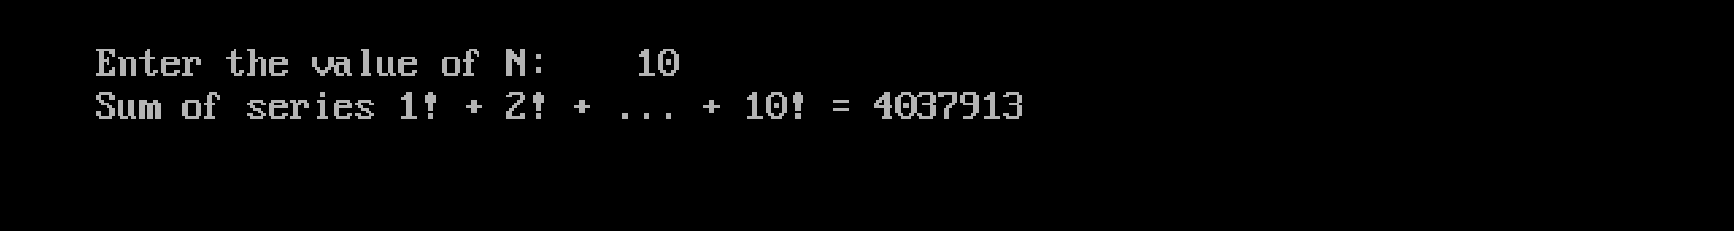 Enter the value of N:    10
Sum of series 1! + 2! + ... + 10! = 4037913